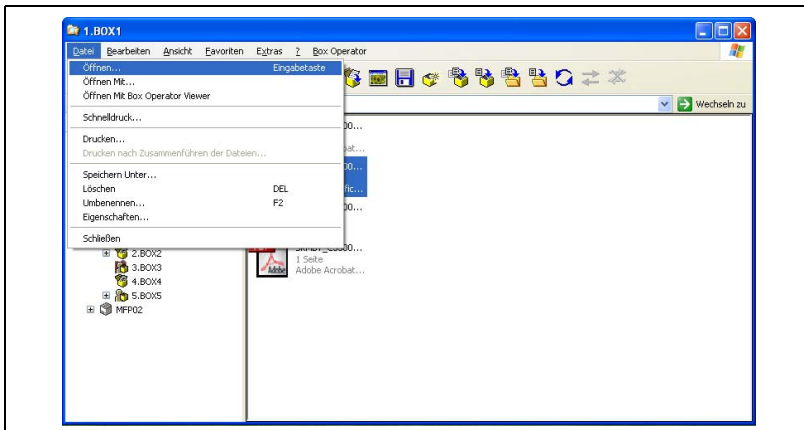 1.BOX1
Datei Bearbeiten Ansicht Favoriten Extras ? Box Operator
Öffnen... Eingabetaste
Öffnen Mit...
Öffnen Mit Box Operator Viewer
Wechseln zu
Schnelldruck...
Drucken...
Drucken nach Zusammenführen der Dateien...
Speichern Unter...
Löschen DEL
Umbenennen... F2
Eigenschaften...
Schließen
2.BOX2
3.BOX3
4.BOX4
5.BOX5
MFP02
1 Seite
Adobe Acrobat...
Adobe